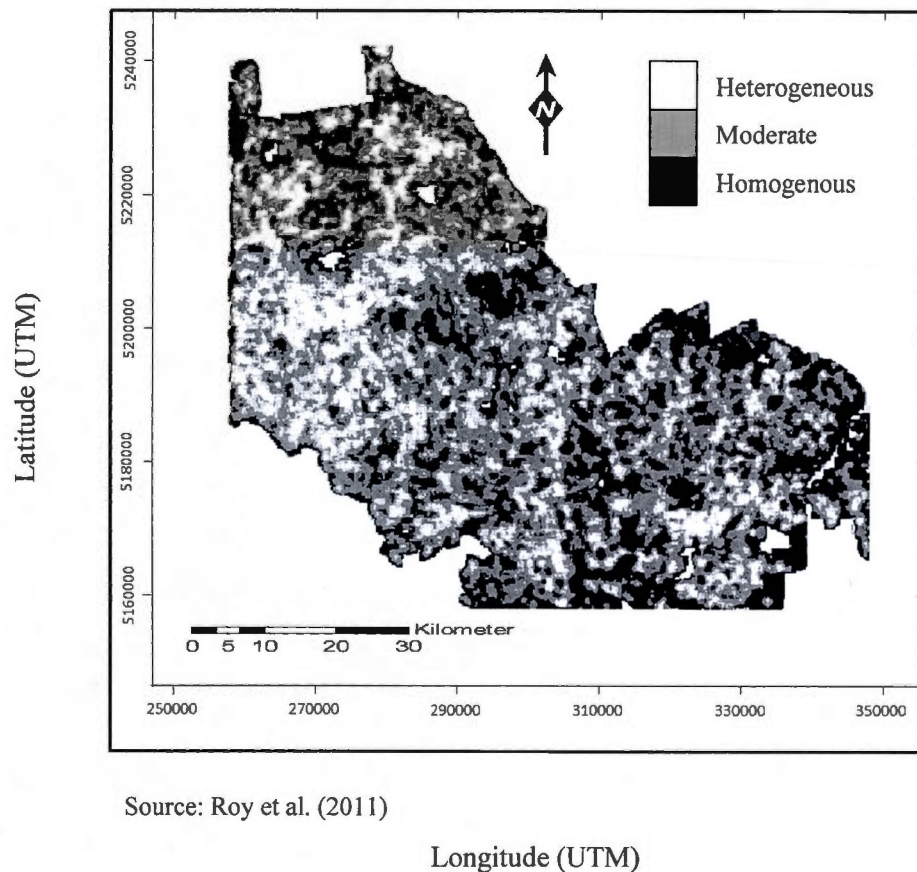 Latitude (UTM)
5240000
5220000
5200000
5180000
5160000
N
Heterogeneous
Moderate
Homogenous
Kilometer
0 5 10 20 30
250000 270000 290000 310000 330000 350000
Source: Roy et al. (2011)
Longitude (UTM)